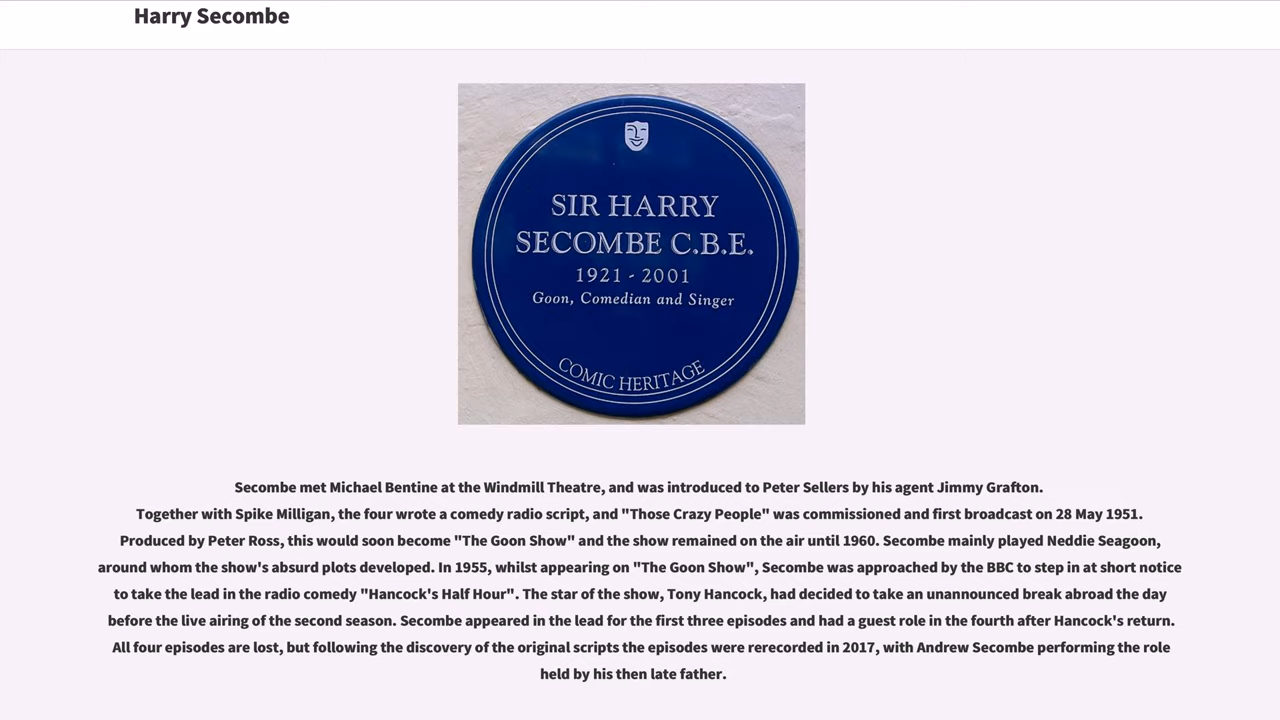 Harry Secombe
SIR HARRY
SECOMBE C.B.E.
1921 - 2001
Goon, Comedian and Singer
COMIC HERITAGE
Secombe met Michael Bentine at the Windmill Theatre, and was introduced to Peter Sellers by his agent Jimmy Grafton.
Together with Spike Milligan, the four wrote a comedy radio script, and "Those Crazy People" was commissioned and first broadcast on 28 May 1951.
Produced by Peter Ross, this would soon become "The Goon Show" and the show remained on the air until 1960. Secombe mainly played Neddie Seagoon,
around whom the show's absurd plots developed. In 1955, whilst appearing on "The Goon Show", Secombe was approached by the BBC to step in at short notice
to take the lead in the radio comedy "Hancock's Half Hour". The star of the show, Tony Hancock, had decided to take an unannounced break abroad the day
before the live airing of the second season. Secombe appeared in the lead for the first three episodes and had a guest role in the fourth after Hancock's return.
All four episodes are lost, but following the discovery of the original scripts the episodes were rerecorded in 2017, with Andrew Secombe performing the role
held by his then late father.